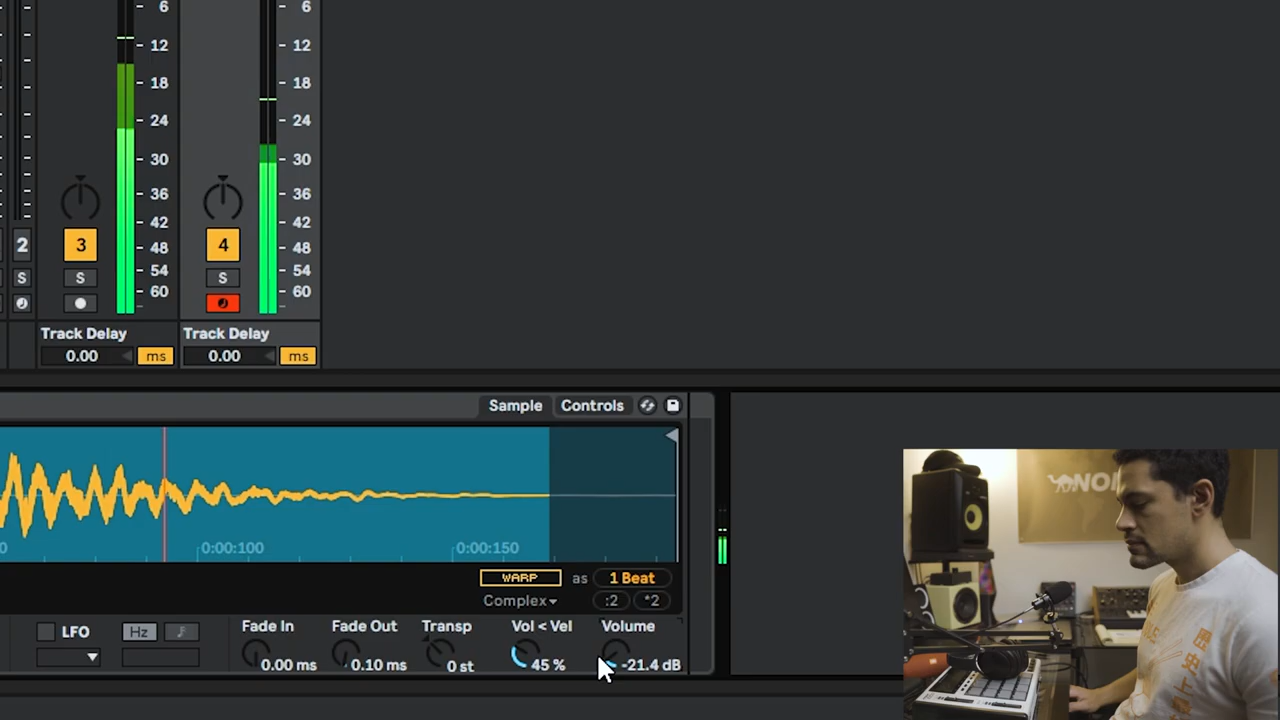 6 6
12 12
18 18
24 24
30 30
36 36
42 42
2 3 48 4 48
S S 54 S 54
60 60
Track Delay Track Delay
0.00 ms 0.00 ms
Sample Controls
0:00:100 0:00:150
WARP as 1 Beat
Complex :2 *2
LFO Hz Fade In Fade Out Transp Vol < Vel Volume
0.00 ms 0.10 ms 0 st 45 % -21.4 dB